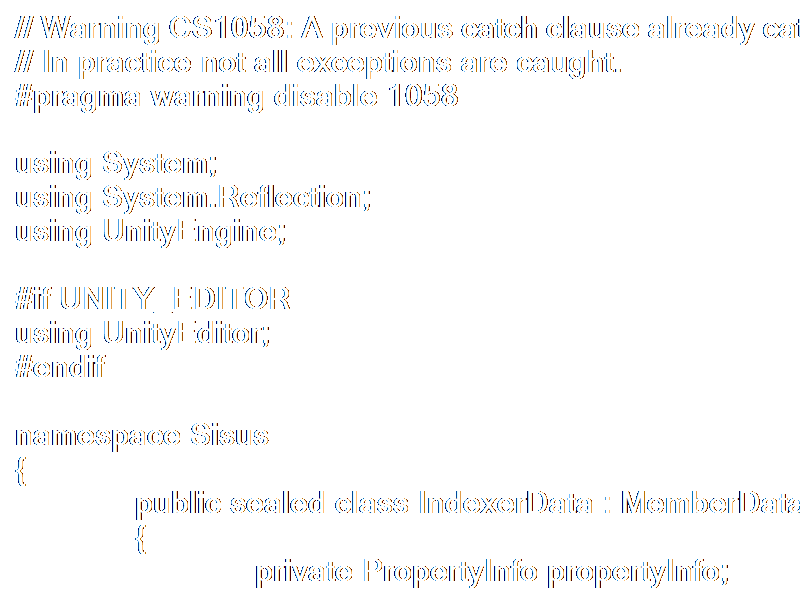 // Warning CS1058: A previous catch clause already cat
// In practice not all exceptions are caught.
#pragma warning disable 1058
using System;
using System.Reflection;
using UnityEngine;
#if UNITY_EDITOR
using UnityEditor;
#endif
namespace Sisus
{
public sealed class IndexerData : MemberData
{
private PropertyInfo propertyInfo;